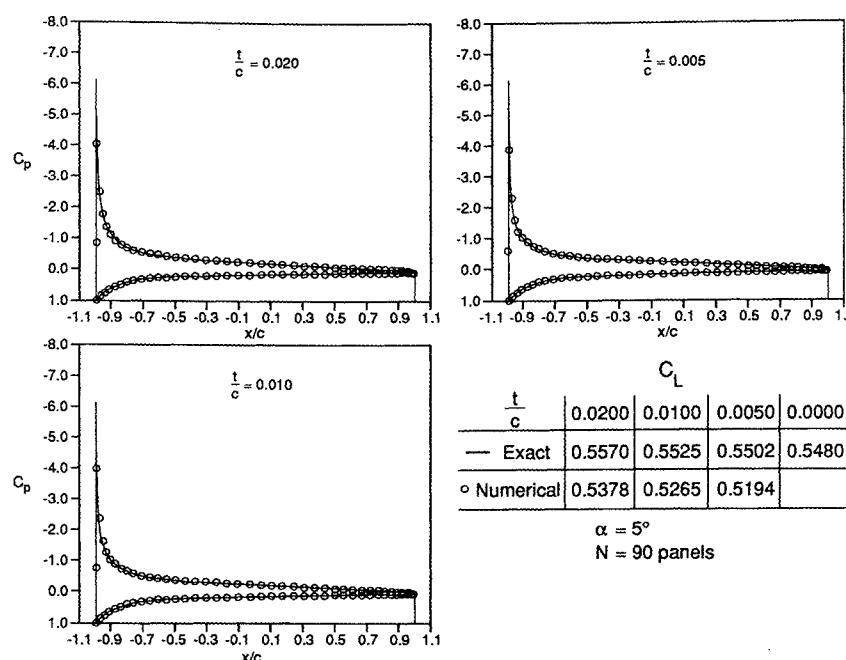 -8.0
-7.0
-6.0
-5.0
-4.0
-3.0
-2.0
-1.0
0.0
1.0
Cp
t/c = 0.020
-1.1 -0.9 -0.7 -0.5 -0.3 -0.1 0.1 0.3 0.5 0.7 0.9 1.1
x/c
-8.0
-7.0
-6.0
-5.0
-4.0
-3.0
-2.0
-1.0
0.0
1.0
t/c = 0.005
-1.1 -0.9 -0.7 -0.5 -0.3 -0.1 0.1 0.3 0.5 0.7 0.9 1.1
x/c
-8.0
-7.0
-6.0
-5.0
-4.0
-3.0
-2.0
-1.0
0.0
1.0
Cp
t/c = 0.010
-1.1 -0.9 -0.7 -0.5 -0.3 -0.1 0.1 0.3 0.5 0.7 0.9 1.1
x/c
CL
t/c 0.0200 0.0100 0.0050 0.0000
— Exact 0.5570 0.5525 0.5502 0.5480
o Numerical 0.5378 0.5265 0.5194
α = 5°
N = 90 panels